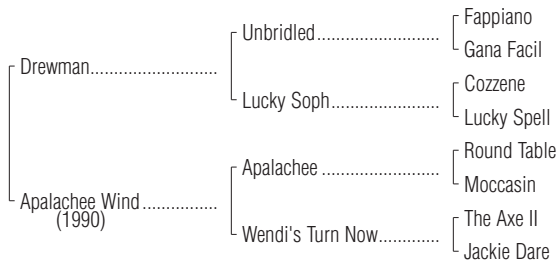 Fappiano
Unbridled..................
Gana Facil
Drewman.........................
Cozzene
Lucky Soph......................
Lucky Spell
Round Table
Apalachee ........................
Moccasin
Apalachee Wind ...............
(1990)
The Axe II
Wendi's Turn Now.............
Jackie Dare